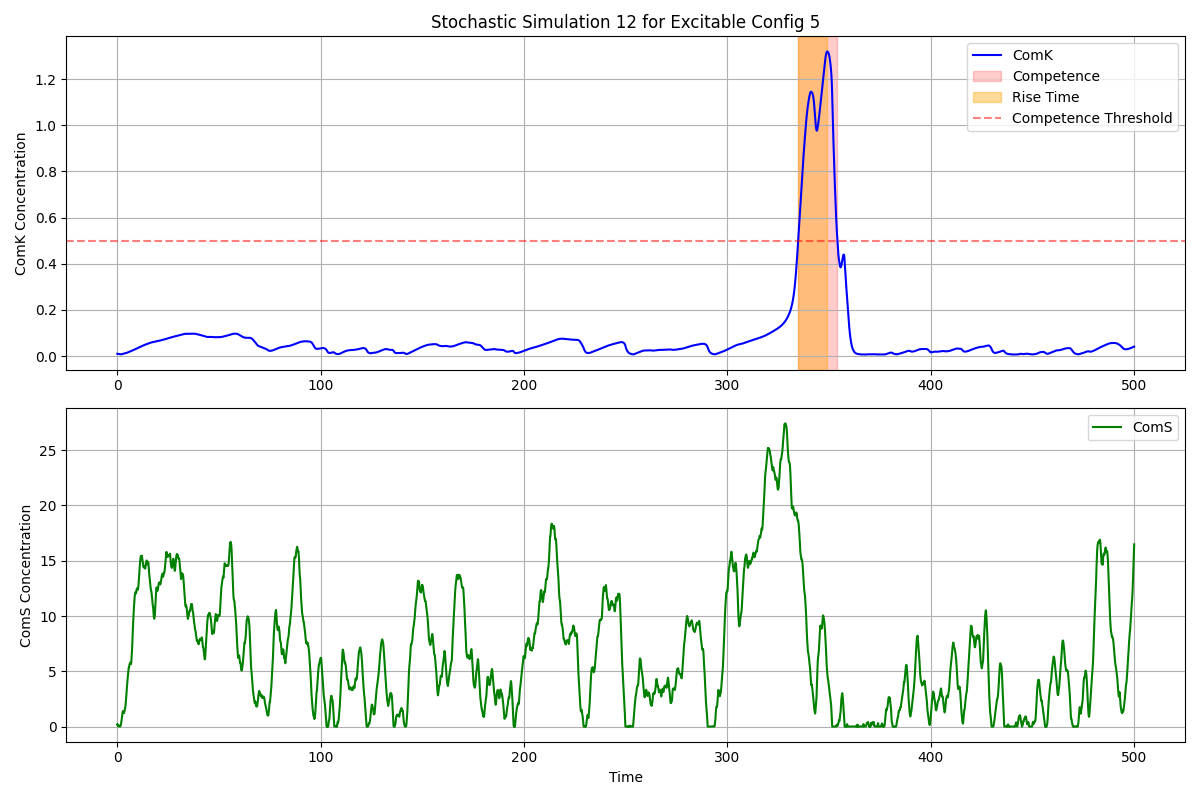 Stochastic Simulation 12 for Excitable Config 5
ComK Concentration
1.2
1.0
0.8
0.6
0.4
0.2
0.0
ComK
Competence
Rise Time
Competence Threshold
0 100 200 300 400 500
ComS Concentration
25
20
15
10
5
0
ComS
0 100 200 300 400 500
Time